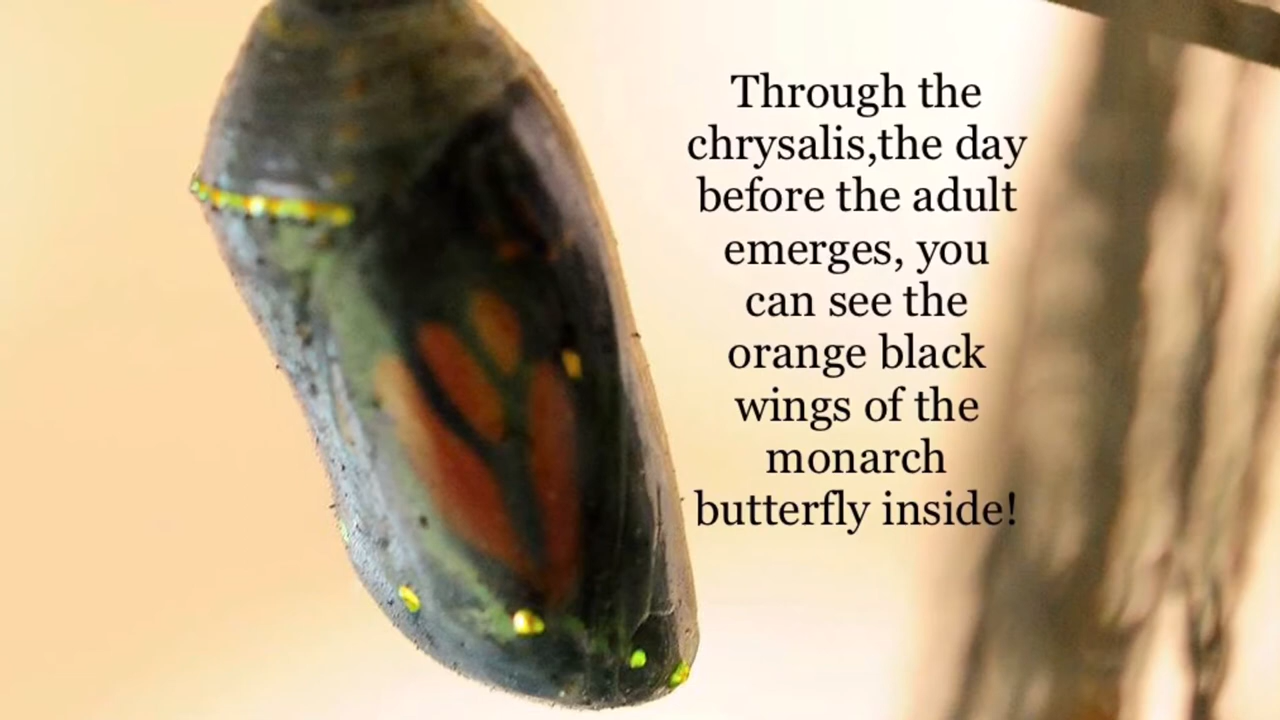 Through the
chrysalis,the day
before the adult
emerges, you
can see the
orange black
wings of the
monarch
butterfly inside!